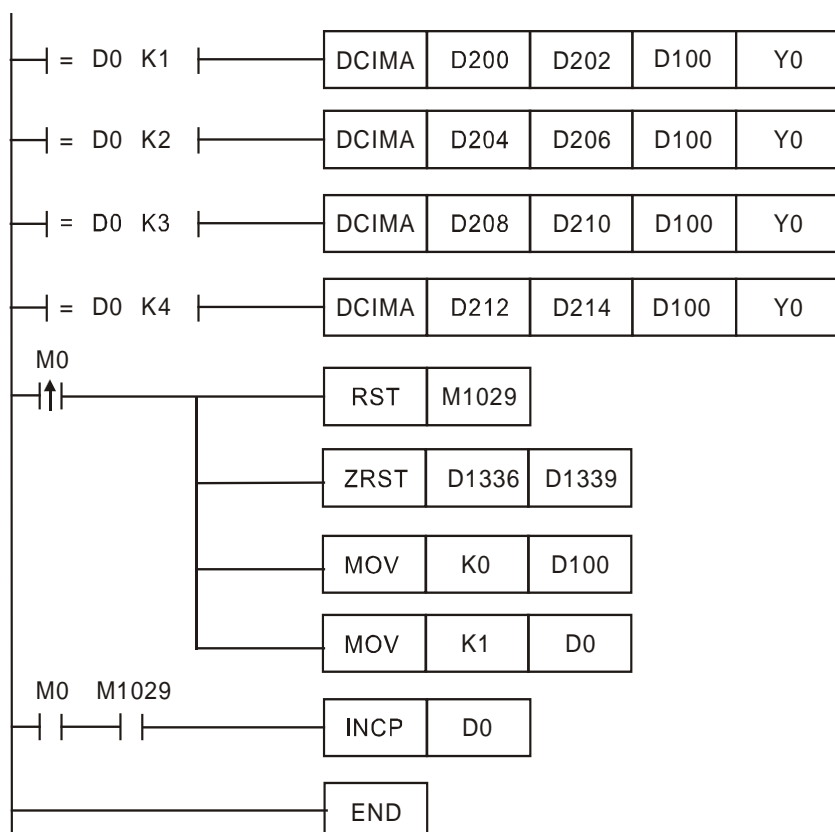 = D0 K1 DCIMA D200 D202 D100 Y0
= D0 K2 DCIMA D204 D206 D100 Y0
= D0 K3 DCIMA D208 D210 D100 Y0
= D0 K4 DCIMA D212 D214 D100 Y0
M0
RST M1029
ZRST D1336 D1339
MOV K0 D100
MOV K1 D0
M0 M1029
INCP D0
END